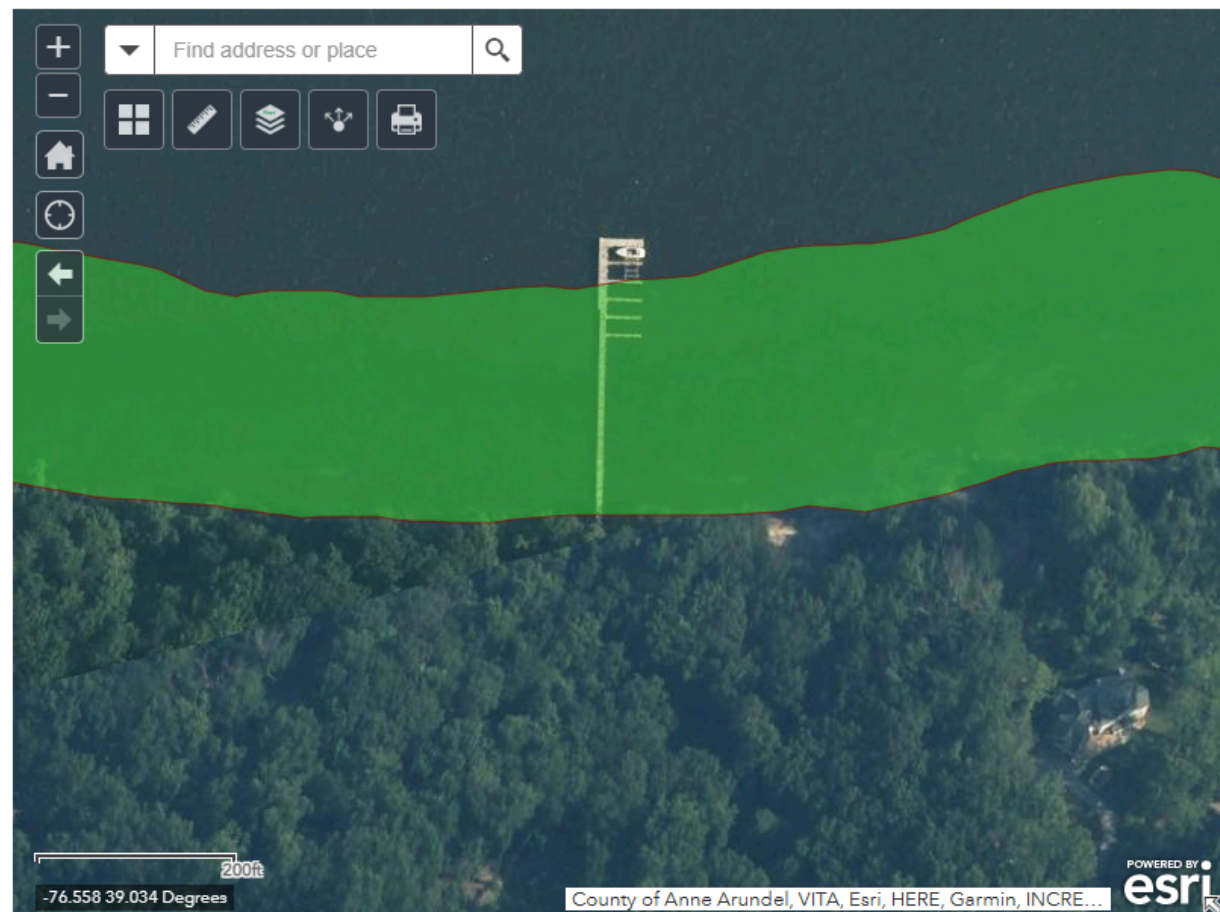 Find address or place
200ft
-76.558 39.034 Degrees
County of Anne Arundel, VITA, Esri, HERE, Garmin, INCRE...
POWERED BY
esri